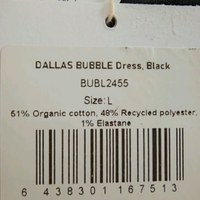 DALLAS BUBBLE Dress, Black
BUBL2455
Size: L
51% Organic cotton, 48% Recycled polyester,
1% Elastane
6 438301 167513